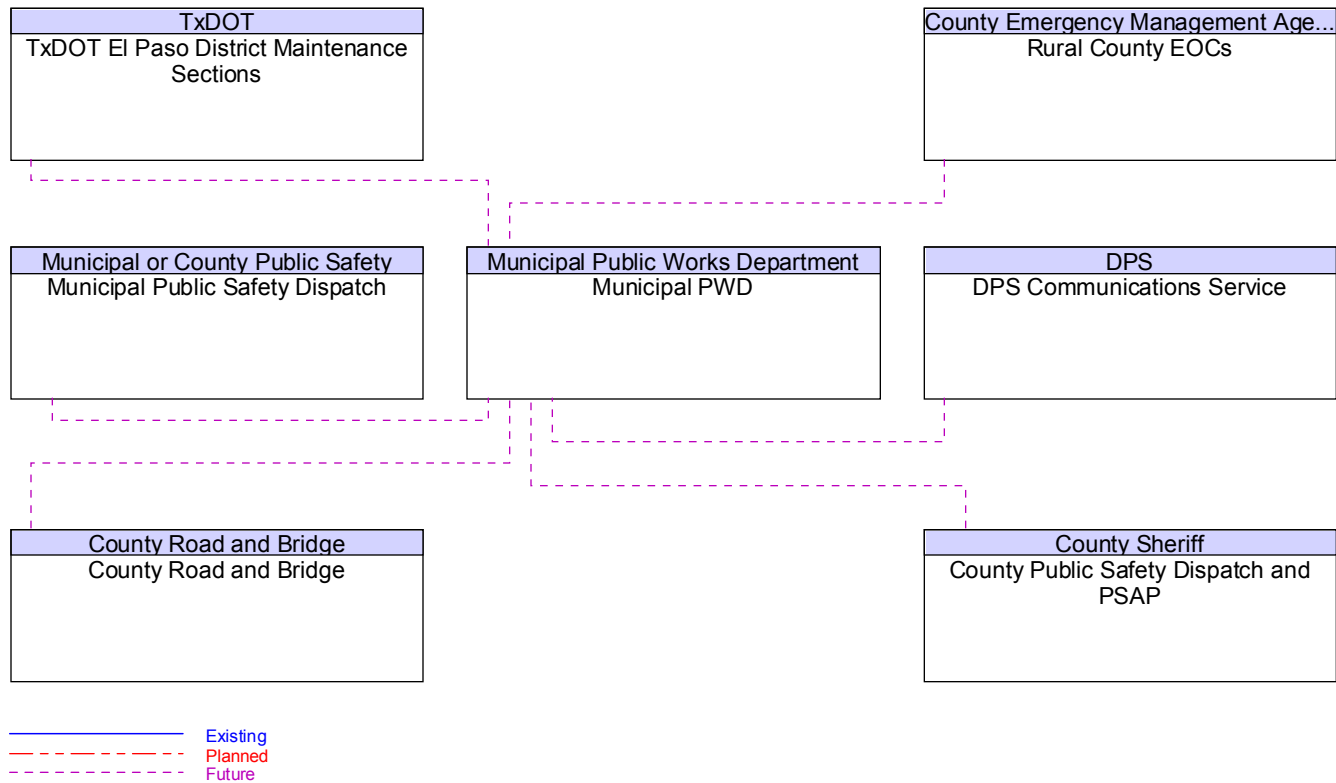 TxDOT
TxDOT El Paso District Maintenance
Sections
County Emergency Management Age...
Rural County EOCs
Municipal or County Public Safety
Municipal Public Safety Dispatch
Municipal Public Works Department
Municipal PWD
DPS
DPS Communications Service
County Road and Bridge
County Road and Bridge
County Sheriff
County Public Safety Dispatch and
PSAP
Existing
Planned
Future